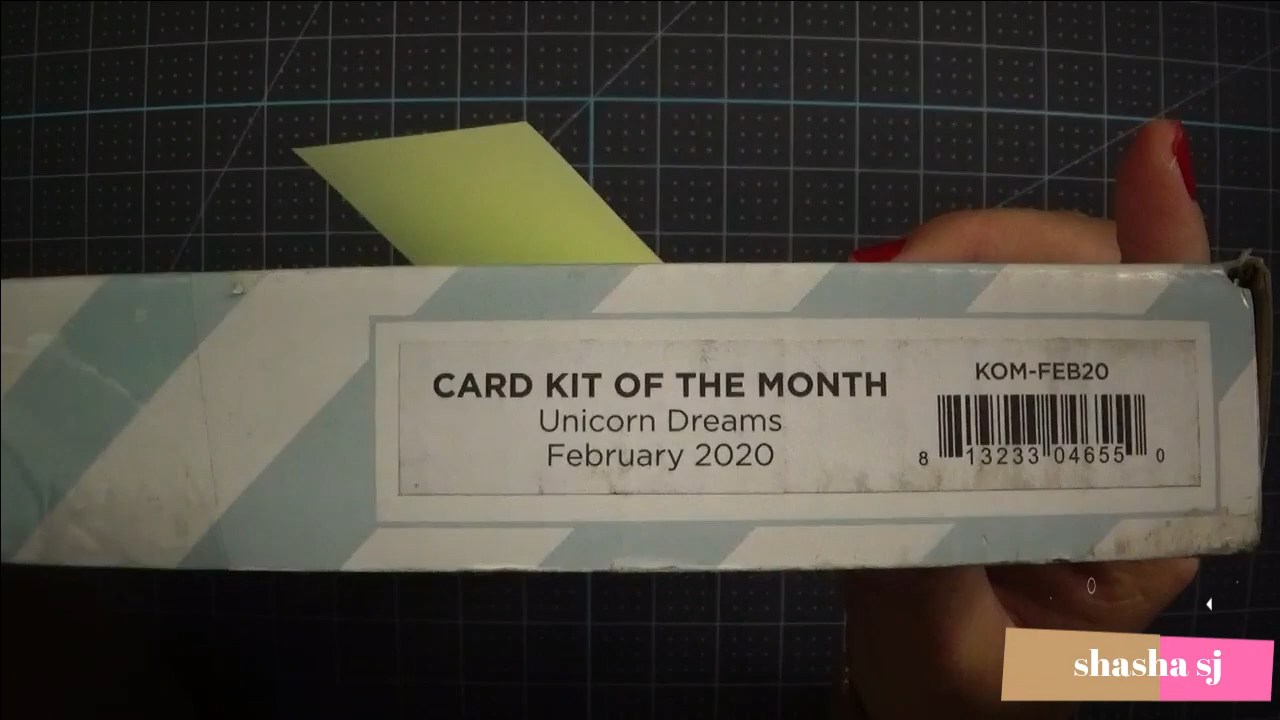 CARD KIT OF THE MONTH
Unicorn Dreams
February 2020
KOM-FEB20
8 13233 04655 0
shasha sj